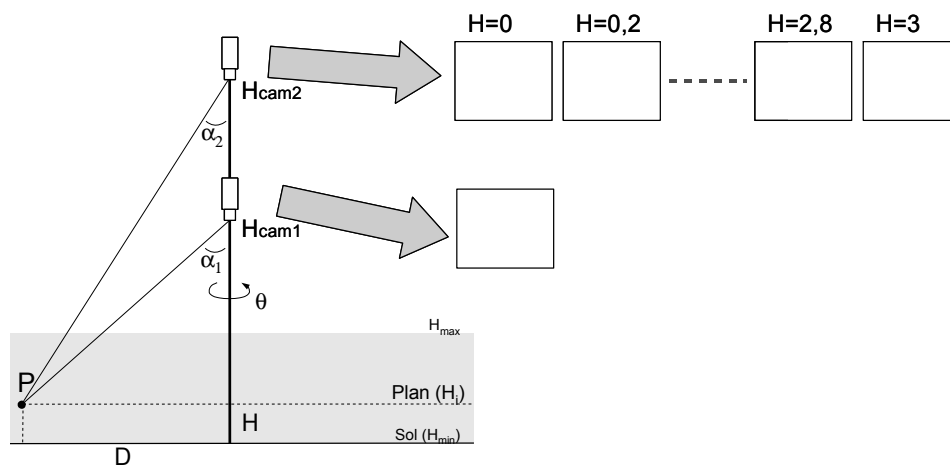 H=0 H=0,2 H=2,8 H=3
Hcam2
α2
Hcam1
α1
θ
Hmax
P
Plan (Hi)
H
Sol (Hmin)
D